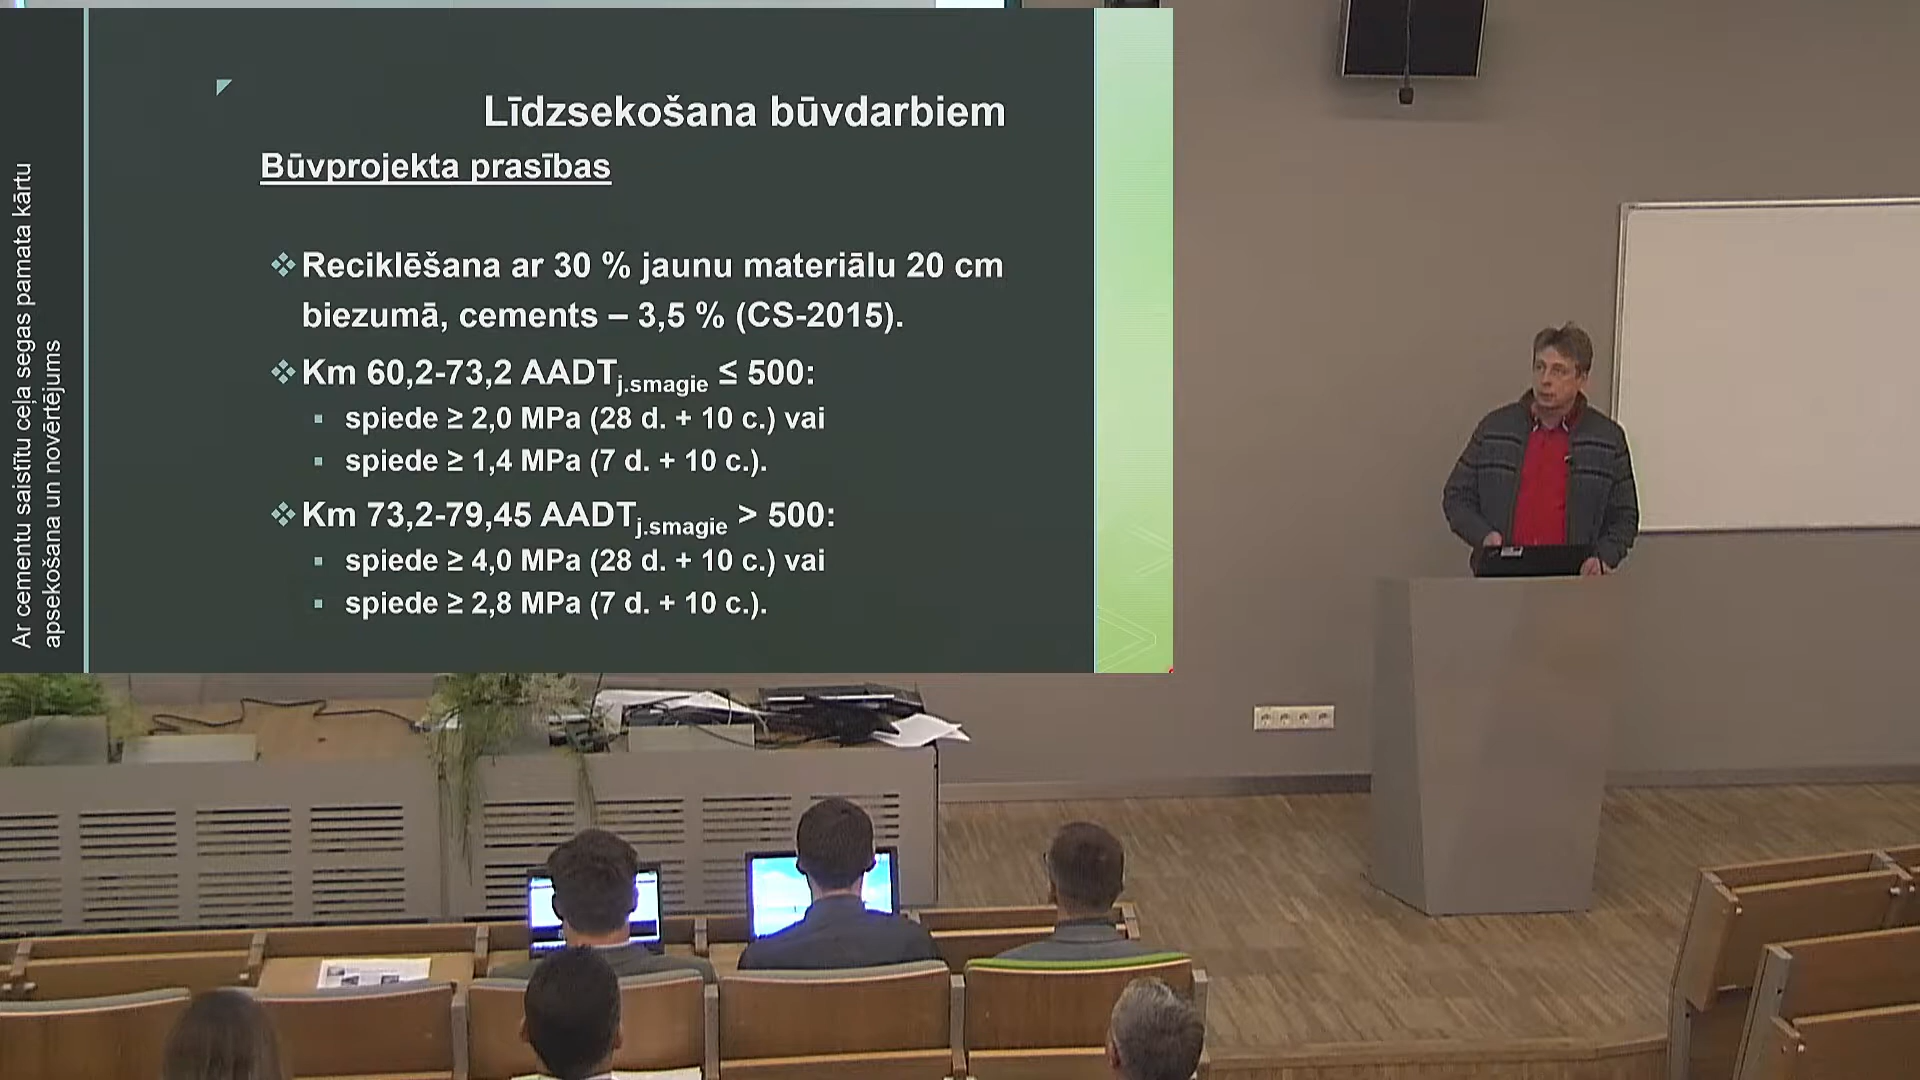 Līdzsekošana būvdarbiem
Būvprojekta prasības
Reciklēšana ar 30 % jaunu materiālu 20 cm
biezumā, cements – 3,5 % (CS-2015).
Km 60,2-73,2 AADTj.smagie ≤ 500:
spiede ≥ 2,0 MPa (28 d. + 10 c.) vai
spiede ≥ 1,4 MPa (7 d. + 10 c.).
Km 73,2-79,45 AADTj.smagie > 500:
spiede ≥ 4,0 MPa (28 d. + 10 c.) vai
spiede ≥ 2,8 MPa (7 d. + 10 c.).
Ar cementu saistītu ceļa segas pamata kārtu
apsekošana un novērtējums